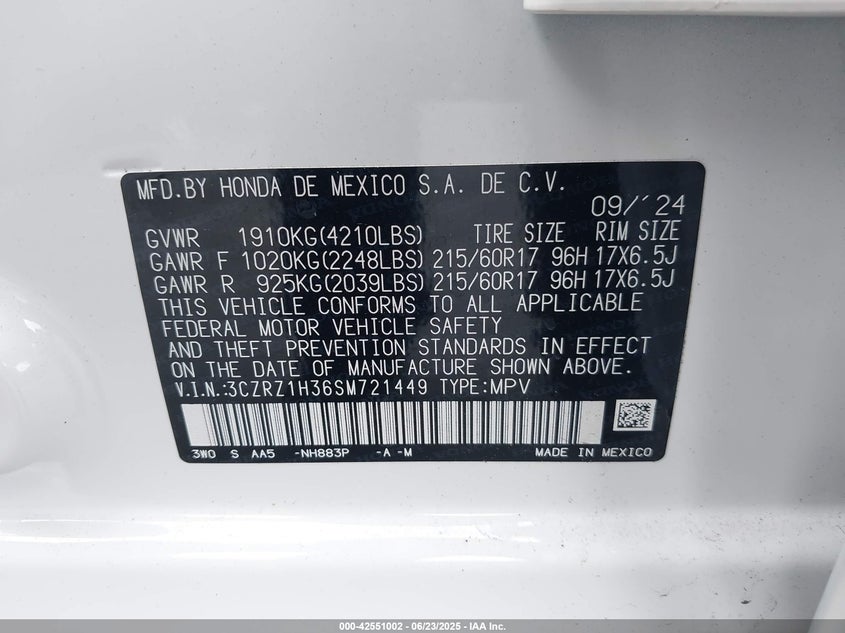 MFD.BY HONDA DE MEXICO S.A. DE C.V.
09/'24
GVWR 1910KG(4210LBS) TIRE SIZE RIM SIZE
GAWR F 1020KG(2248LBS) 215/60R17 96H 17X6.5J
GAWR R 925KG(2039LBS) 215/60R17 96H 17X6.5J
THIS VEHICLE CONFORMS TO ALL APPLICABLE
FEDERAL MOTOR VEHICLE SAFETY
AND THEFT PREVENTION STANDARDS IN EFFECT
ON THE DATE OF MANUFACTURE SHOWN ABOVE.
V.I.N.:3CZRZ1H36SM721449 TYPE:MPV
3W0 S AA5 -NH883P -A -M MADE IN MEXICO
000-42551002 / 06/23/2025 - IAA Inc.